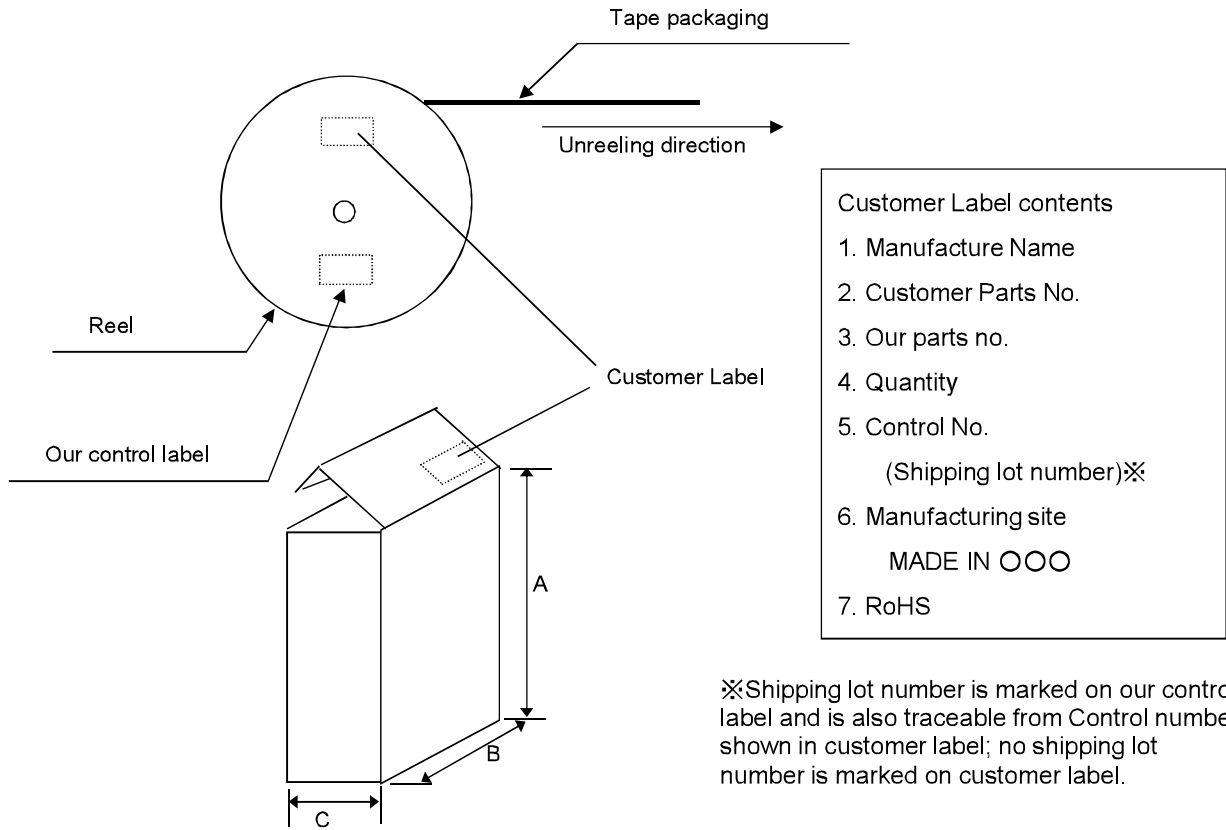 Tape packaging
Unreeling direction
Reel
Our control label
Customer Label
A
B
C
Customer Label contents
1. Manufacture Name
2. Customer Parts No.
3. Our parts no.
4. Quantity
5. Control No.
(Shipping lot number)※
6. Manufacturing site
MADE IN ○○○
7. RoHS
※Shipping lot number is marked on our contro
label and is also traceable from Control numbe
shown in customer label; no shipping lot
number is marked on customer label.